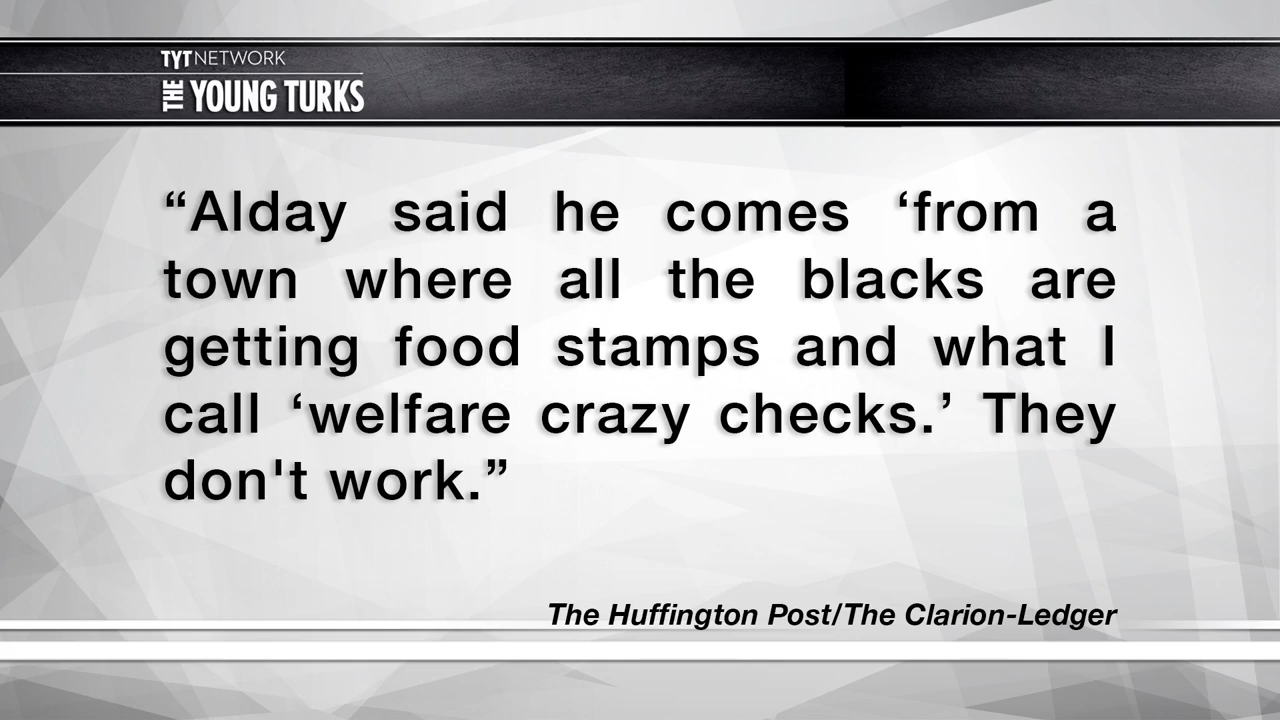 TYT NETWORK
THE YOUNG TURKS
“Alday said he comes ‘from a
town where all the blacks are
getting food stamps and what I
call ‘welfare crazy checks.’ They
don't work.”
The Huffington Post/The Clarion-Ledger